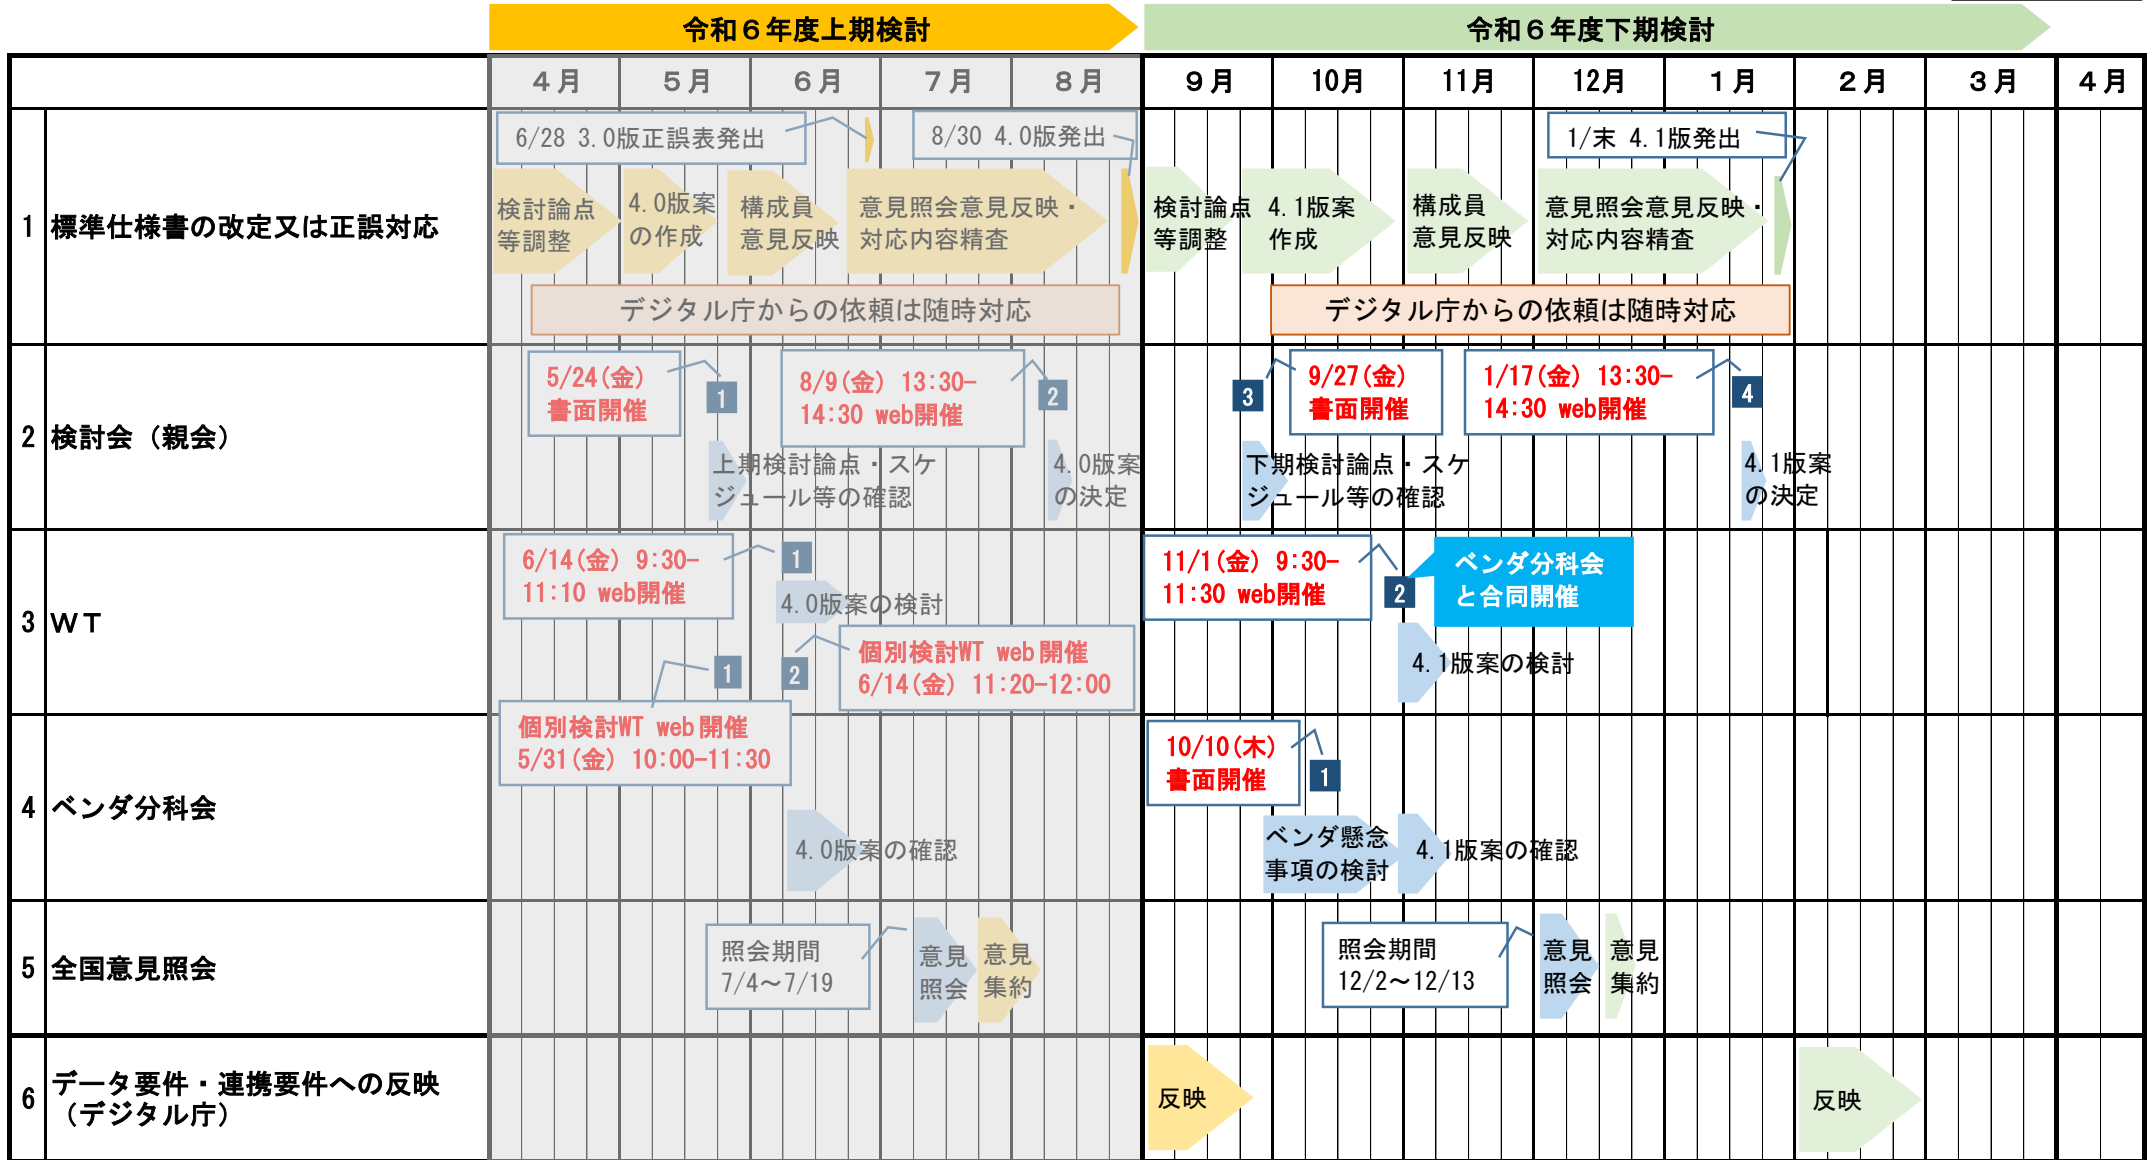 令和６年度上期検討
令和６年度下期検討
４月
５月
６月
７月
８月
９月
10月
11月
12月
１月
２月
３月
４月
1
標準仕様書の改定又は正誤対応
6/28 3.0版正誤表発出
8/30 4.0版発出
1/末 4.1版発出
検討論点
等調整
4.0版案
の作成
構成員
意見反映
意見照会意見反映・
対応内容精査
検討論点
等調整
4.1版案
作成
構成員
意見反映
意見照会意見反映・
対応内容精査
デジタル庁からの依頼は随時対応
デジタル庁からの依頼は随時対応
2
検討会（親会）
5/24(金)
書面開催
1
8/9(金) 13:30-
14:30 web開催
2
3
9/27(金)
書面開催
1/17(金) 13:30-
14:30 web開催
4
上期検討論点・スケ
ジュール等の確認
4.0版案
の決定
下期検討論点・スケ
ジュール等の確認
4.1版案
の決定
3
ＷＴ
6/14(金) 9:30-
11:10 web開催
1
4.0版案の検討
11/1(金) 9:30-
11:30 web開催
2
ベンダ分科会
と合同開催
1
2
個別検討WT web開催
6/14(金) 11:20-12:00
4.1版案の検討
個別検討WT web開催
5/31(金) 10:00-11:30
4
ベンダ分科会
10/10(木)
書面開催
1
4.0版案の確認
ベンダ懸念
事項の検討
4.1版案の確認
5
全国意見照会
照会期間
7/4～7/19
意見
照会
意見
集約
照会期間
12/2～12/13
意見
照会
意見
集約
6
データ要件・連携要件への反映
（デジタル庁）
反映
反映